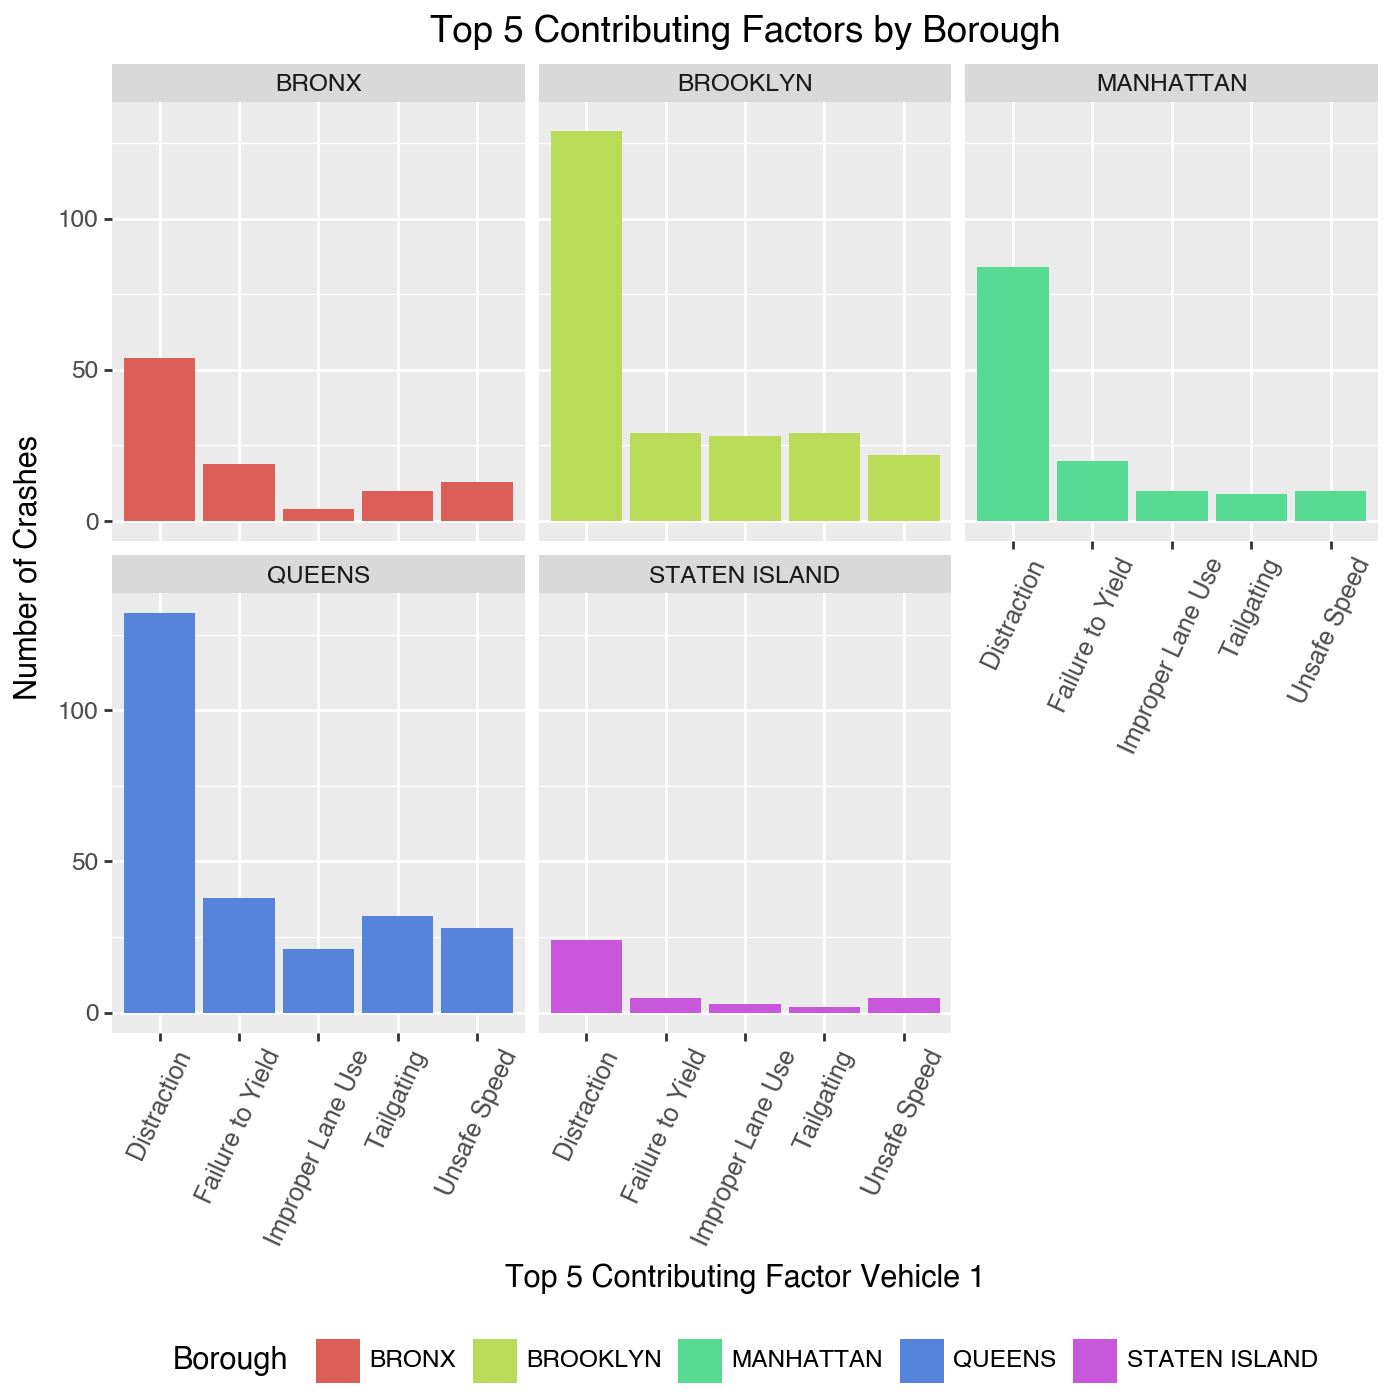 Top 5 Contributing Factors by Borough
BRONX
BROOKLYN
MANHATTAN
100
50
0
Number of Crashes
Distraction
Failure to Yield
Improper Lane Use
Tailgating
Unsafe Speed
QUEENS
STATEN ISLAND
100
50
0
Distraction
Failure to Yield
Improper Lane Use
Tailgating
Unsafe Speed
Distraction
Failure to Yield
Improper Lane Use
Tailgating
Unsafe Speed
Top 5 Contributing Factor Vehicle 1
Borough BRONX BROOKLYN MANHATTAN QUEENS STATEN ISLAND